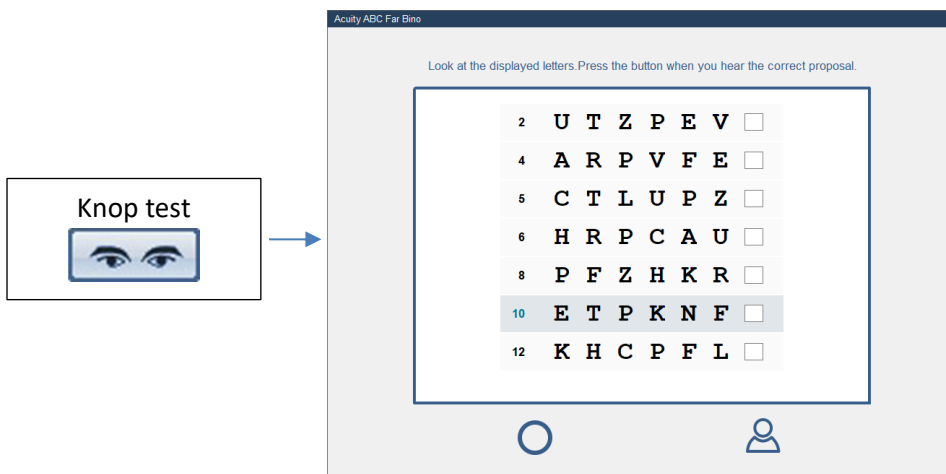 Acuity ABC Far Bino
Look at the displayed letters.Press the button when you hear the correct proposal.
2 U T Z P E V
4 A R P V F E
5 C T L U P Z
6 H R P C A U
8 P F Z H K R
10 E T P K N F
12 K H C P F L
Knop test